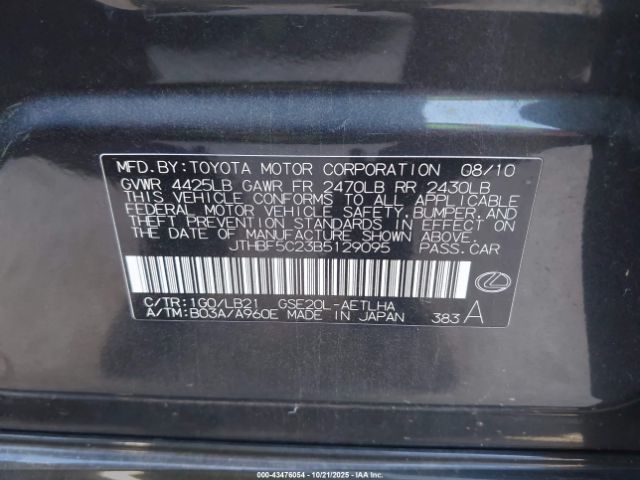 MFD.BY:TOYOTA MOTOR CORPORATION 08/10
GVWR 4425LB GAWR FR 2470LB RR 2430LB
THIS VEHICLE CONFORMS TO ALL APPLICABLE
FEDERAL MOTOR VEHICLE SAFETY, BUMPER, AND
THEFT PREVENTION STANDARDS IN EFFECT ON
THE DATE OF MANUFACTURE SHOWN ABOVE.
JTHBF5C23B5129095 PASS.CAR
C/TR:1G0/LB21 GSE20L-AETLHA
A/TM:B03A/A960E MADE IN JAPAN 383 A
000-43476054 - 10/21/2025 - IAAI.COM